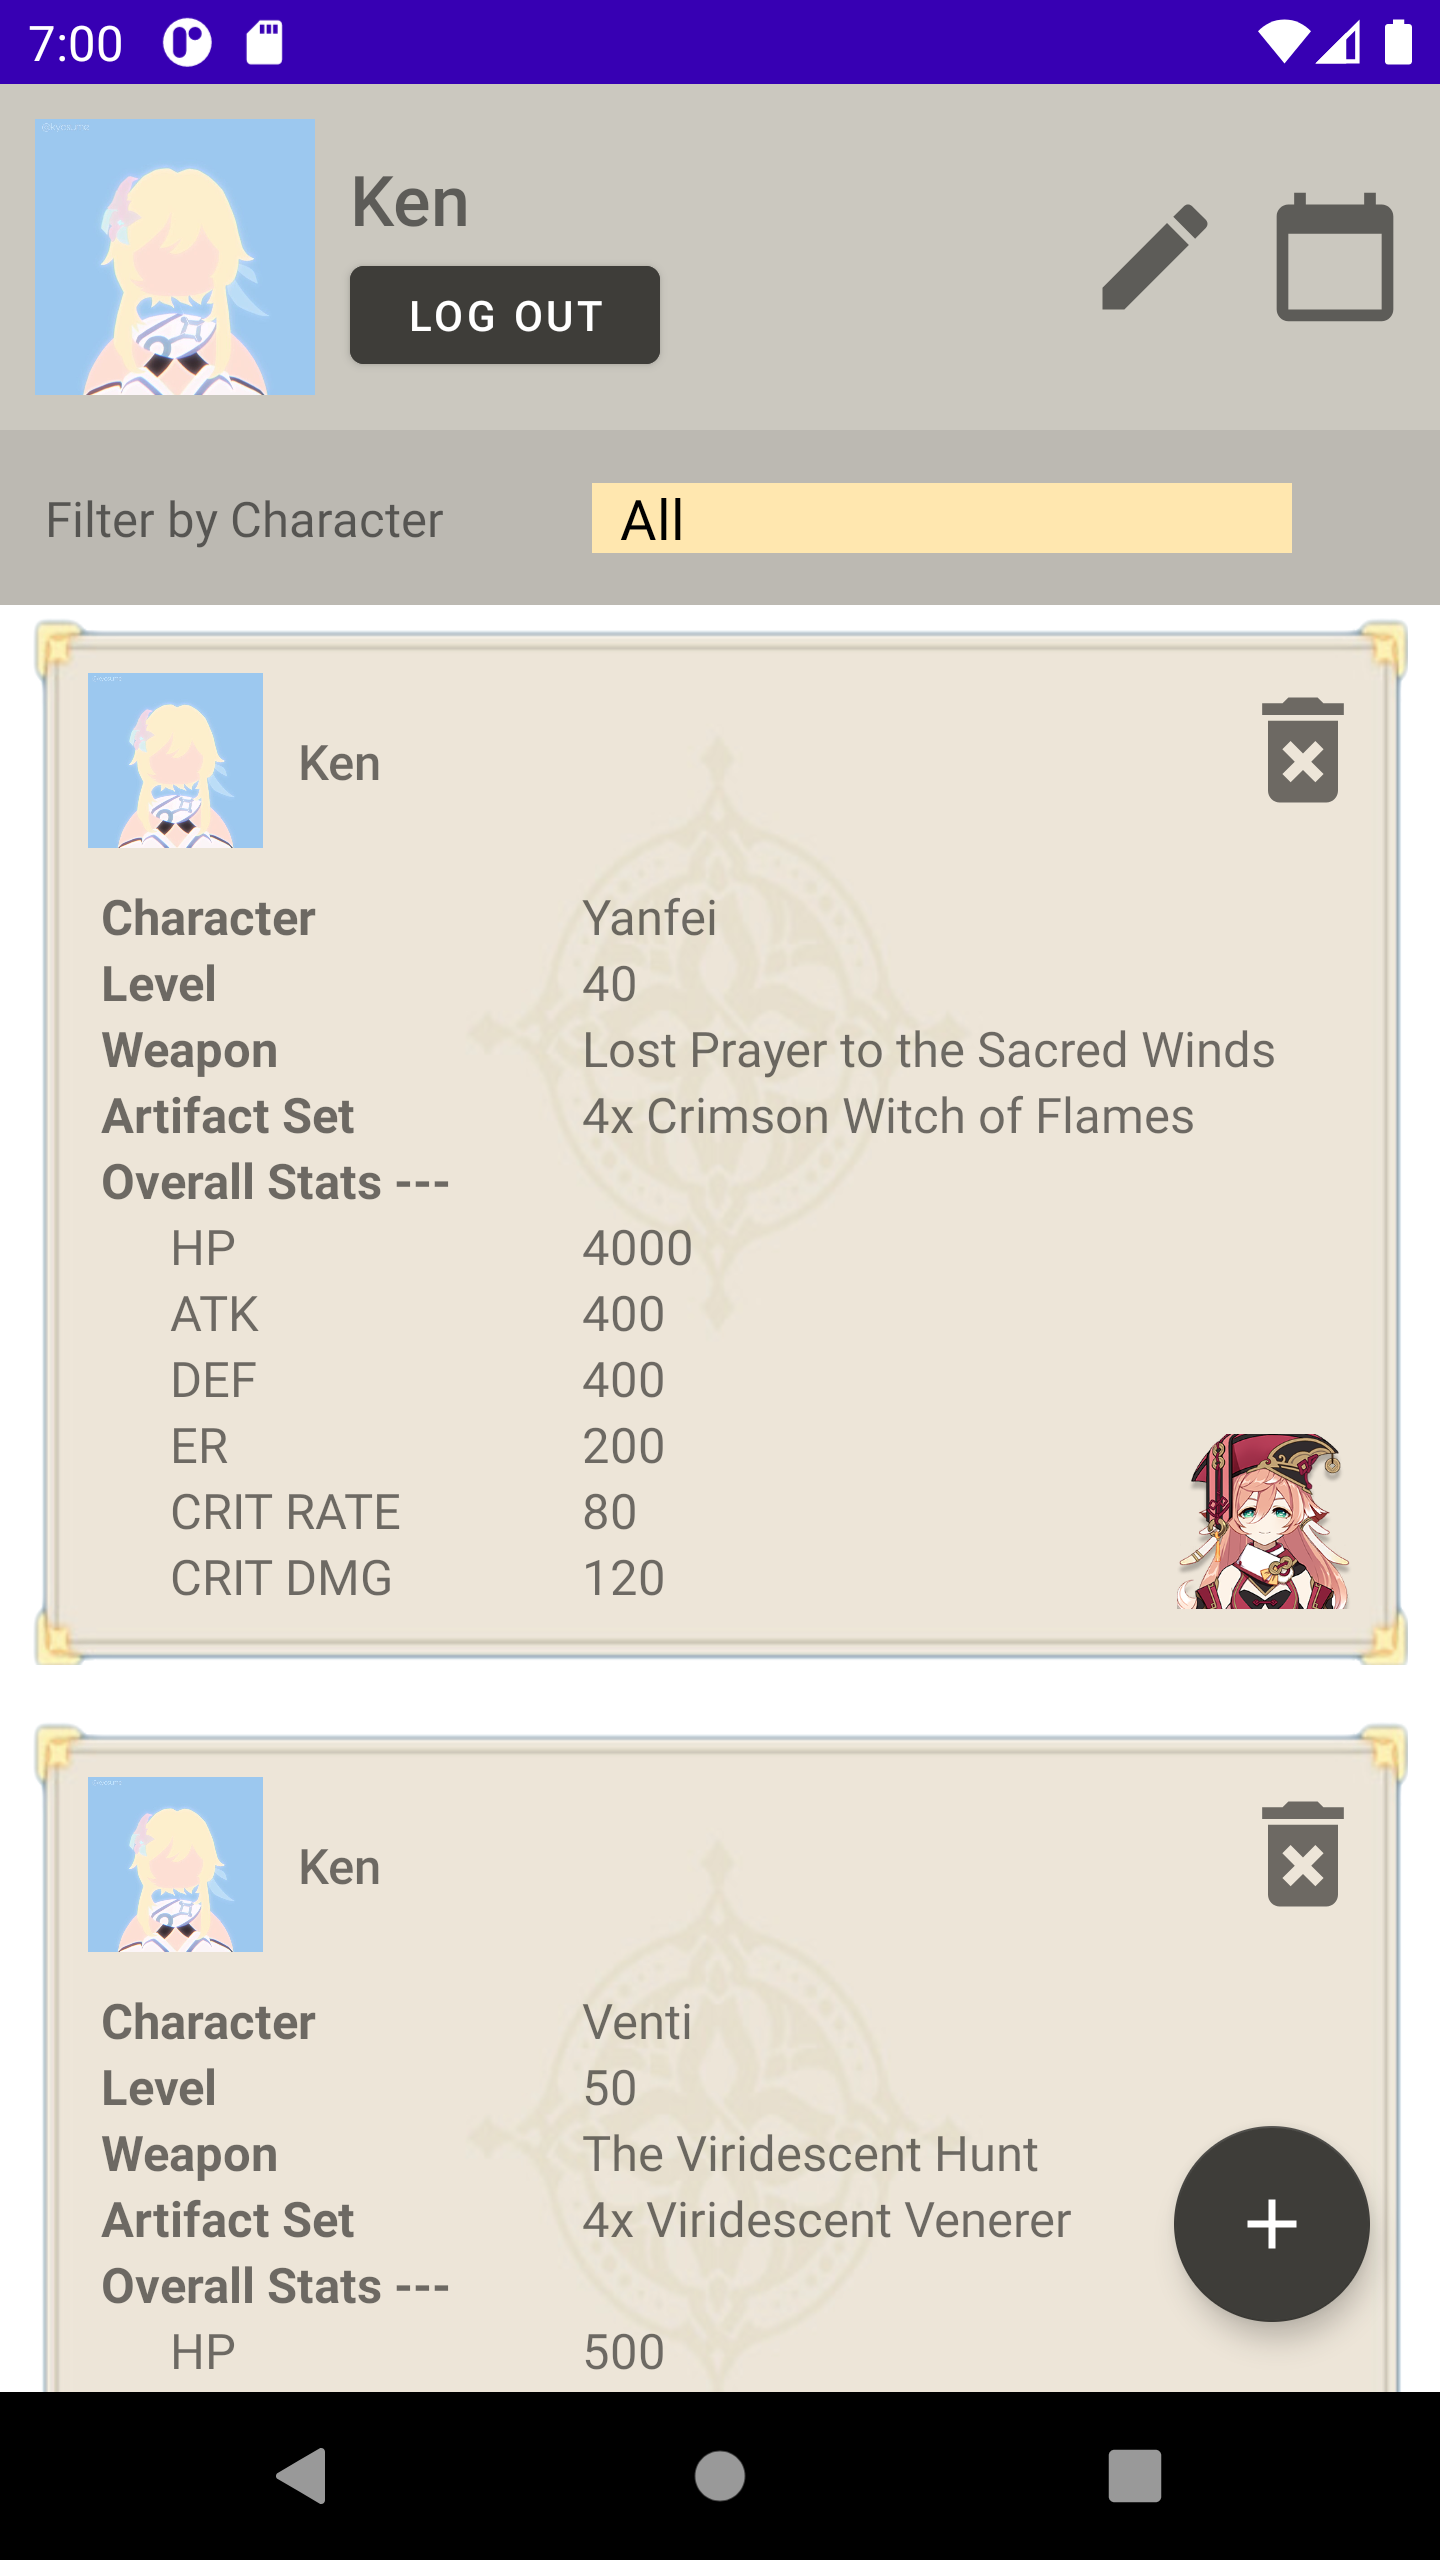 7:00
Ken
LOG OUT
Filter by Character All
Ken
Character Yanfei
Level 40
Weapon Lost Prayer to the Sacred Winds
Artifact Set 4x Crimson Witch of Flames
Overall Stats ---
HP 4000
ATK 400
DEF 400
ER 200
CRIT RATE 80
CRIT DMG 120
Ken
Character Venti
Level 50
Weapon The Viridescent Hunt
Artifact Set 4x Viridescent Venerer
Overall Stats ---
HP 500